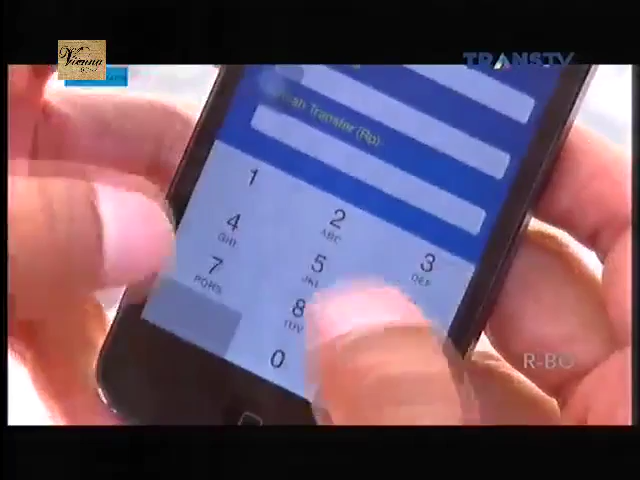 Vienna
TRANSTV
Transfer (Rp)
1
2
ABC
3
DEF
4
GHI
5
JKL
7
PQRS
8
TUV
0
R-BO